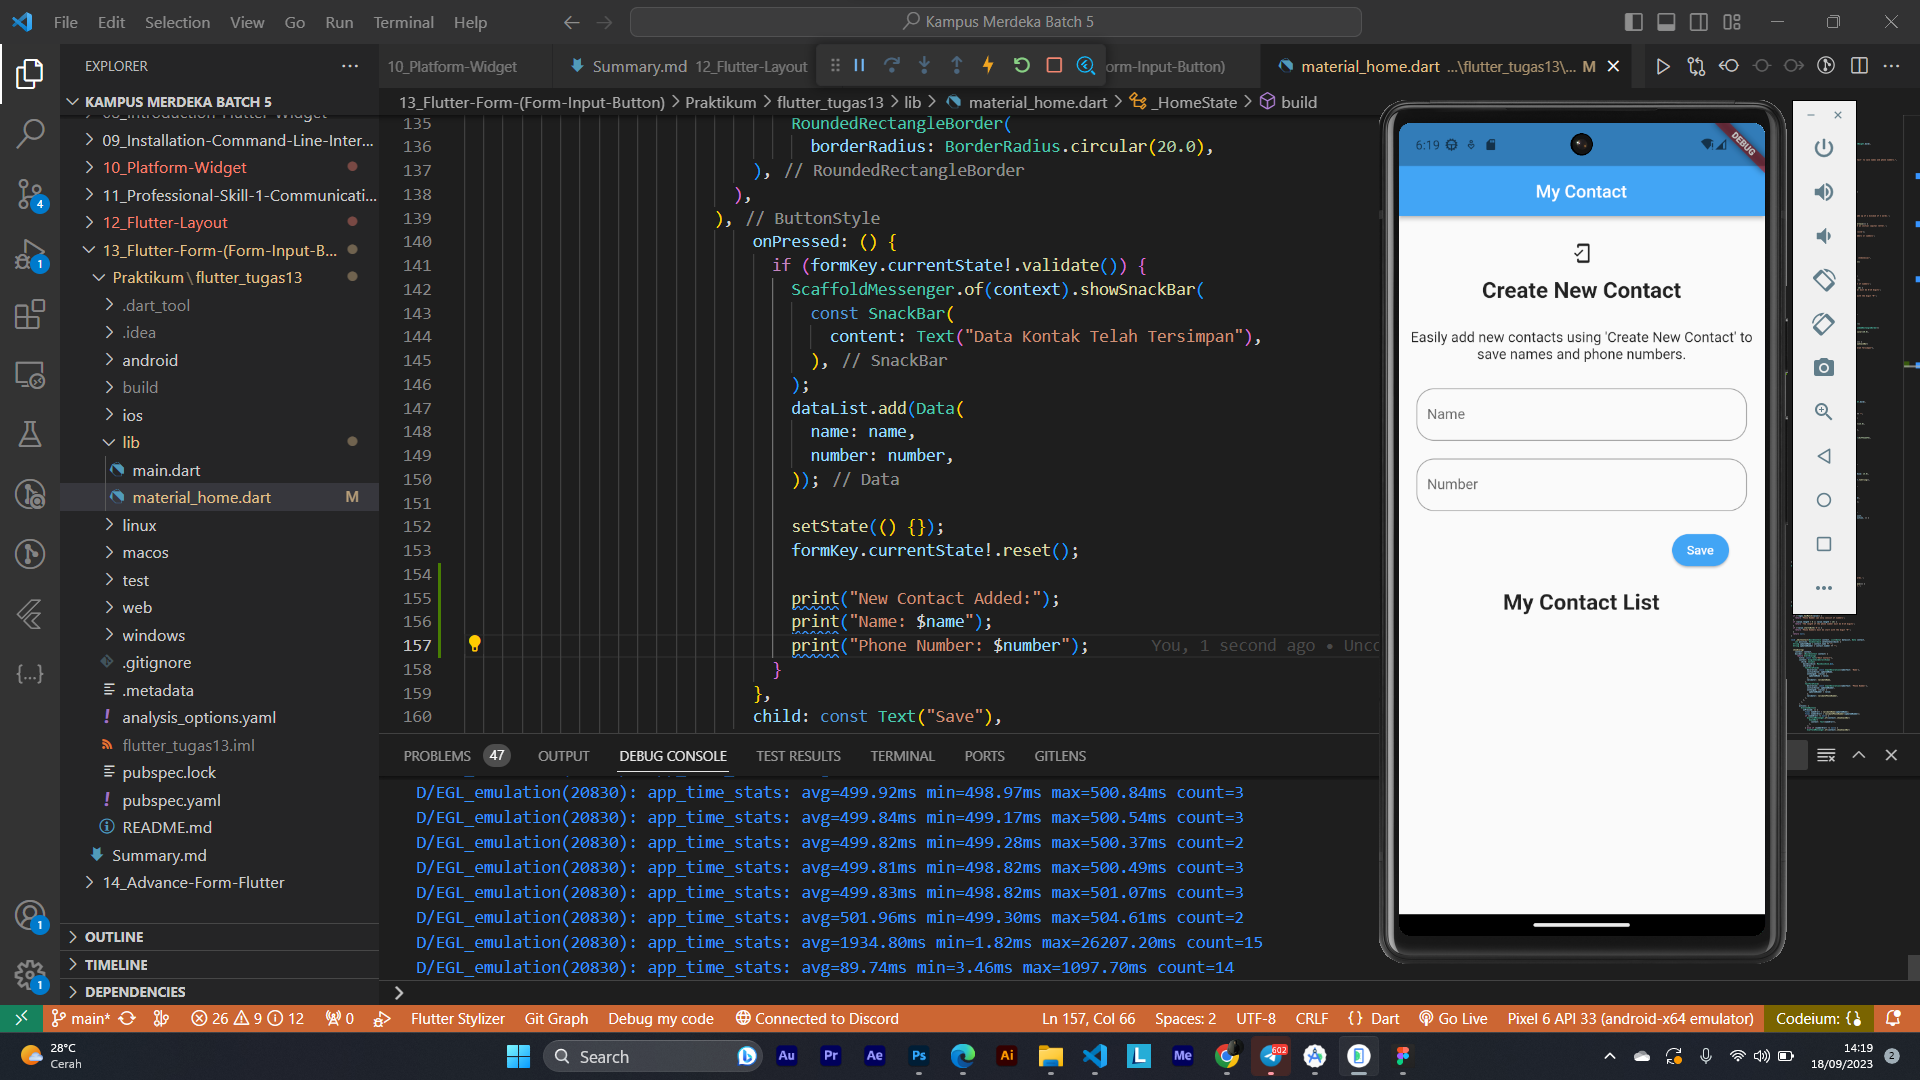 File Edit Selection View Go Run Terminal Help
Kampus Merdeka Batch 5
EXPLORER
KAMPUS MERDEKA BATCH 5
09_Installation-Command-Line-Inter...
10_Platform-Widget
11_Professional-Skill-1-Communicati...
12_Flutter-Layout
13_Flutter-Form-(Form-Input-B...
Praktikum \ flutter_tugas13
.dart_tool
.idea
android
build
ios
lib
main.dart
material_home.dart M
linux
macos
test
web
windows
.gitignore
.metadata
analysis_options.yaml
flutter_tugas13.iml
pubspec.lock
pubspec.yaml
README.md
Summary.md
14_Advance-Form-Flutter
OUTLINE
TIMELINE
DEPENDENCIES
4
1
1
1
10_Platform-Widget
Summary.md 12_Flutter-Layout
orm-Input-Button)
material_home.dart ...\flutter_tugas13\... M
13_Flutter-Form-(Form-Input-Button) > Praktikum > flutter_tugas13 > lib > material_home.dart > _HomeState > build
135 RoundedRectangleBorder(
136 borderRadius: BorderRadius.circular(20.0),
137 ), // RoundedRectangleBorder
138 ),
139 ), // ButtonStyle
140 onPressed: () {
141 if (formKey.currentState!.validate()) {
142 ScaffoldMessenger.of(context).showSnackBar(
143 const SnackBar(
144 content: Text("Data Kontak Telah Tersimpan"),
145 ), // SnackBar
146 );
147 dataList.add(Data(
148 name: name,
149 number: number,
150 )); // Data
151
152 setState(() {});
153 formKey.currentState!.reset();
154
155 print("New Contact Added:");
156 print("Name: $name");
157 print("Phone Number: $number"); You, 1 second ago • Unco
158 }
159 },
160 child: const Text("Save"),
PROBLEMS 47 OUTPUT DEBUG CONSOLE TEST RESULTS TERMINAL PORTS GITLENS
D/EGL_emulation(20830): app_time_stats: avg=499.92ms min=498.97ms max=500.84ms count=3
D/EGL_emulation(20830): app_time_stats: avg=499.84ms min=499.17ms max=500.54ms count=3
D/EGL_emulation(20830): app_time_stats: avg=499.82ms min=499.28ms max=500.37ms count=2
D/EGL_emulation(20830): app_time_stats: avg=499.81ms min=498.82ms max=500.49ms count=3
D/EGL_emulation(20830): app_time_stats: avg=499.83ms min=498.82ms max=501.07ms count=3
D/EGL_emulation(20830): app_time_stats: avg=501.96ms min=499.30ms max=504.61ms count=2
D/EGL_emulation(20830): app_time_stats: avg=1934.80ms min=1.82ms max=26207.20ms count=15
D/EGL_emulation(20830): app_time_stats: avg=89.74ms min=3.46ms max=1097.70ms count=14
6:19
DEBUG
My Contact
Create New Contact
Easily add new contacts using 'Create New Contact' to
save names and phone numbers.
Name
Number
Save
My Contact List
main* 26 9 12 0 Flutter Stylizer Git Graph Debug my code Connected to Discord Ln 157, Col 66 Spaces: 2 UTF-8 CRLF {} Dart Go Live Pixel 6 API 33 (android-x64 emulator) Codeium: {}
28°C
Cerah
Search
Au Pr Ae Ps Ai L Me 602
14:19
18/09/2023
2